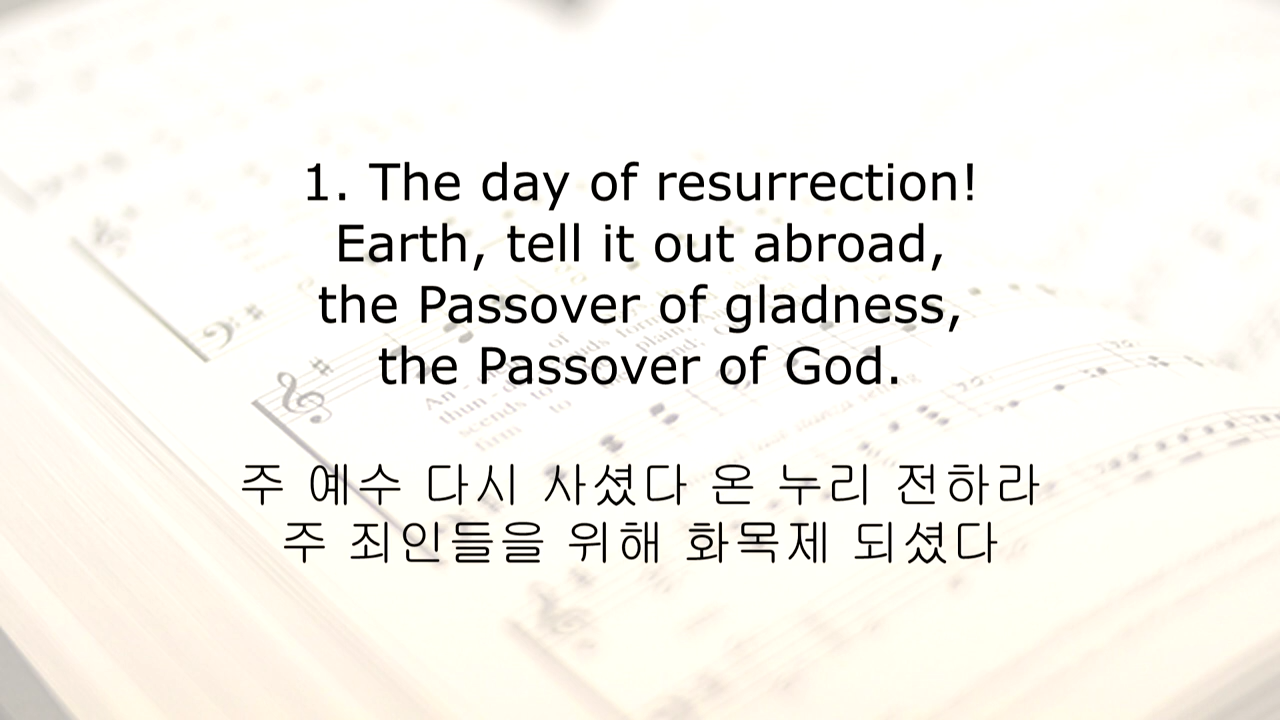 1. The day of resurrection!
Earth, tell it out abroad,
the Passover of gladness,
the Passover of God.
주 예수 다시 사셨다 온 누리 전하라
주 죄인들을 위해 화목제 되셨다